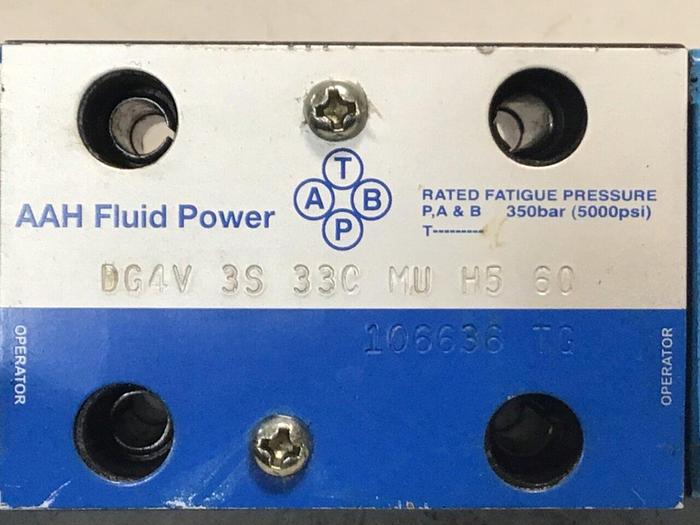 T
A B
P
AAH Fluid Power
RATED FATIGUE PRESSURE
P,A & B 350bar (5000psi)
T---------
DG4V 3S 33C MU H5 60
106636 TG
OPERATOR
OPERATOR